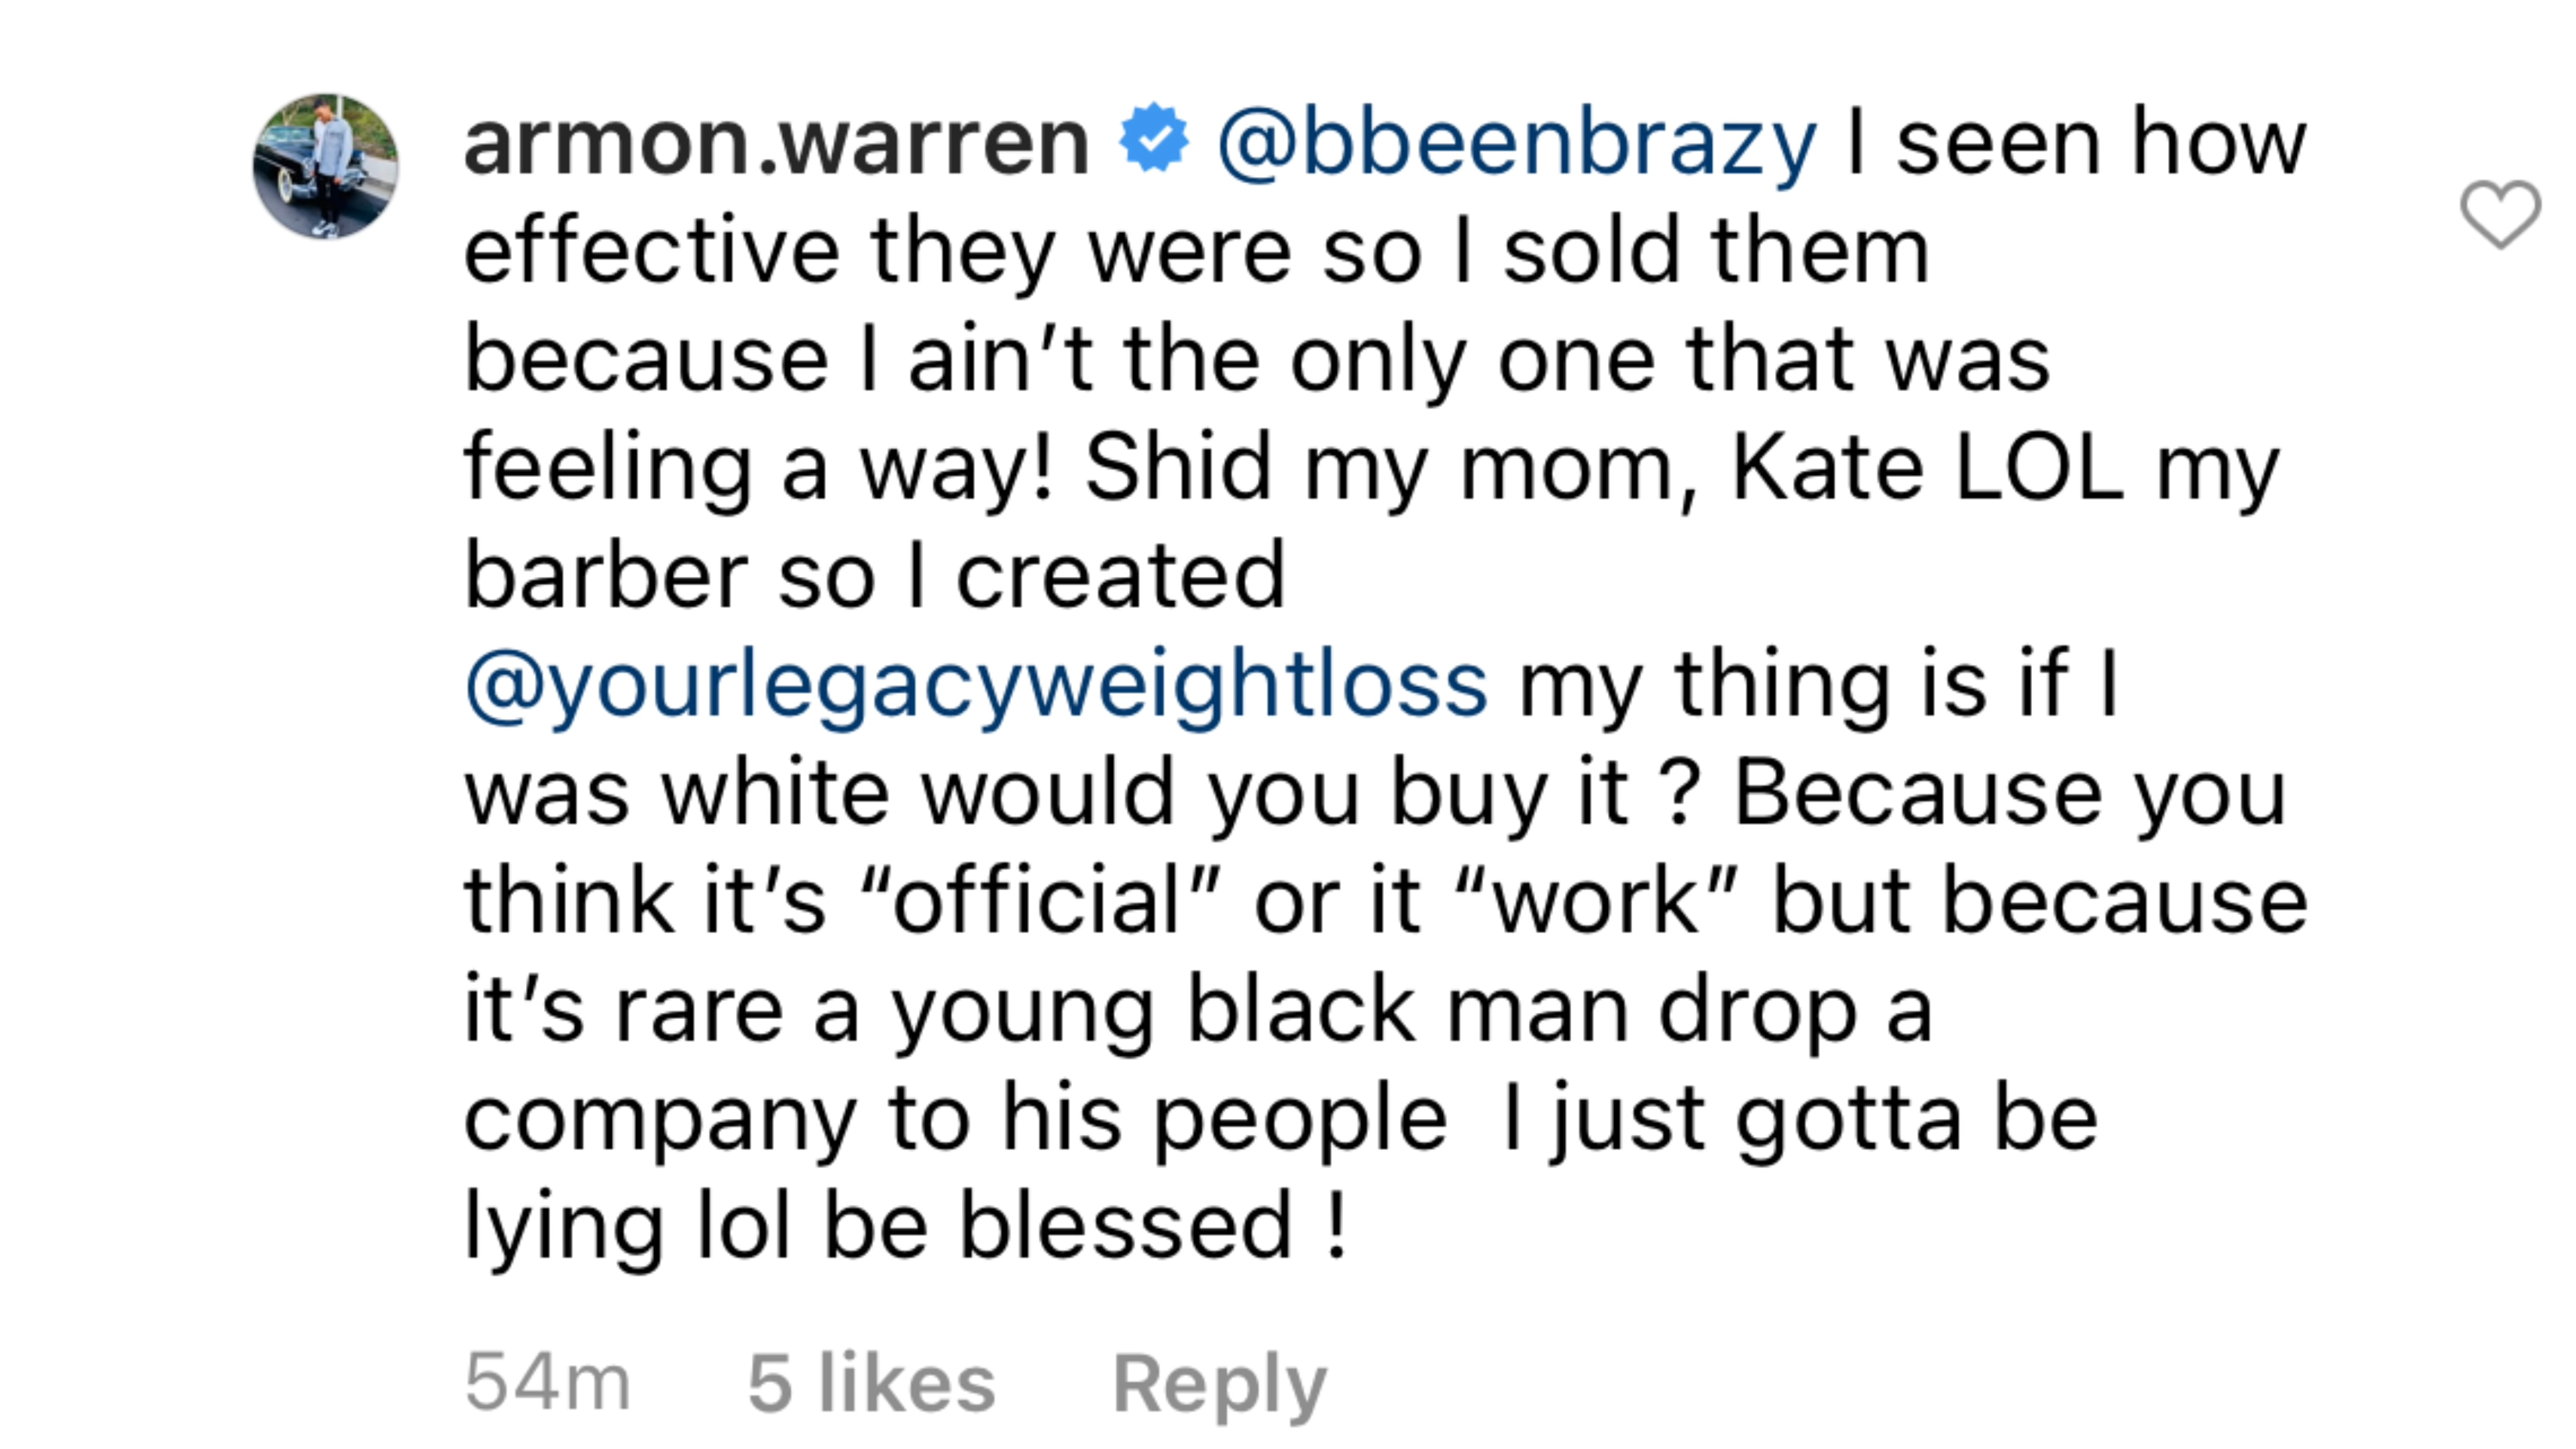 armon.warren @bbeenbrazy I seen how
effective they were so I sold them
because I ain’t the only one that was
feeling a way! Shid my mom, Kate LOL my
barber so I created
@yourlegacyweightloss my thing is if I
was white would you buy it ? Because you
think it’s “official” or it “work” but because
it’s rare a young black man drop a
company to his people  I just gotta be
lying lol be blessed !
54m 5 likes Reply